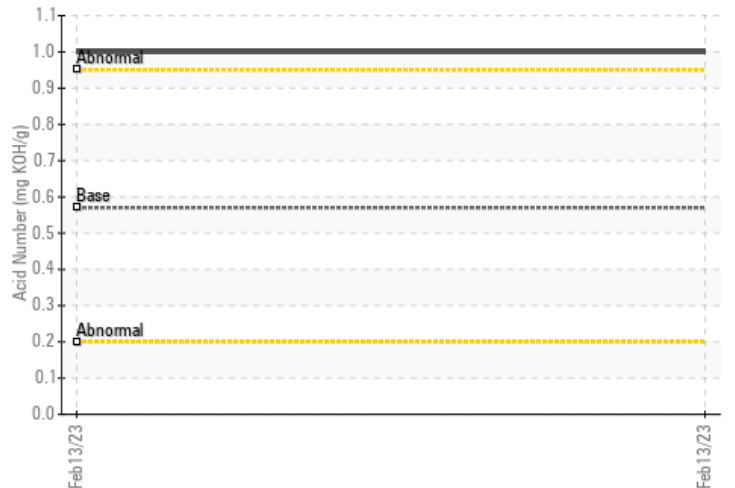 1.1
1.0
Abnormal
0.9
0.8
0.7
0.6
Base
0.5
0.4
0.3
Abnormal
0.2
0.1
0.0
Acid Number (mg KOH/g)
Feb13/23
Feb13/23